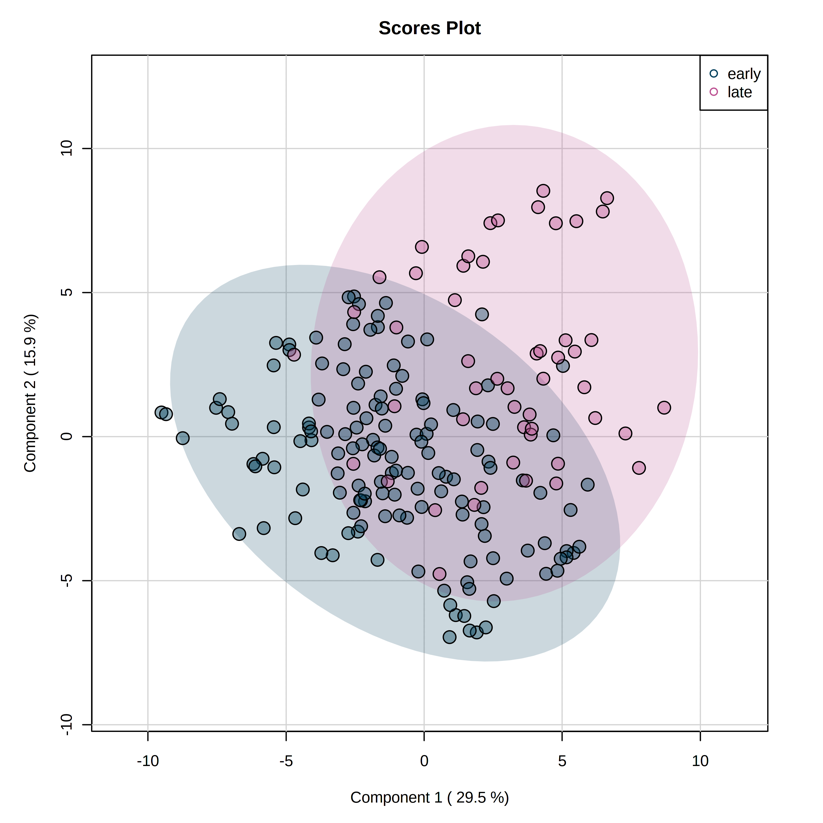 Scores Plot
early
late
10
5
0
-5
-10
Component 2 ( 15.9 %)
-10 -5 0 5 10
Component 1 ( 29.5 %)